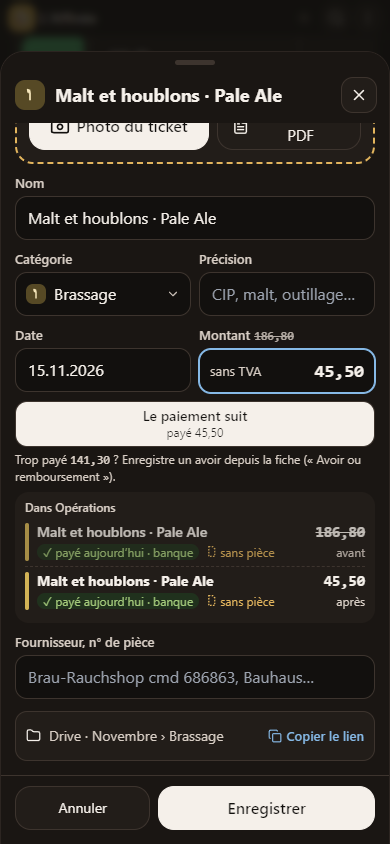 Malt et houblons · Pale Ale
Photo du ticket
PDF
Nom
Malt et houblons · Pale Ale
Catégorie
Précision
Brassage
CIP, malt, outillage...
Date
Montant 186,80
15.11.2026
sans TVA 45,50
Le paiement suit
payé 45,50
Trop payé 141,30 ? Enregistre un avoir depuis la fiche (« Avoir ou
remboursement »).
Dans Opérations
Malt et houblons · Pale Ale 186,80
✓ payé aujourd'hui · banque sans pièce avant
Malt et houblons · Pale Ale 45,50
✓ payé aujourd'hui · banque sans pièce après
Fournisseur, n° de pièce
Brau-Rauchshop cmd 686863, Bauhaus...
Drive · Novembre › Brassage Copier le lien
Annuler
Enregistrer